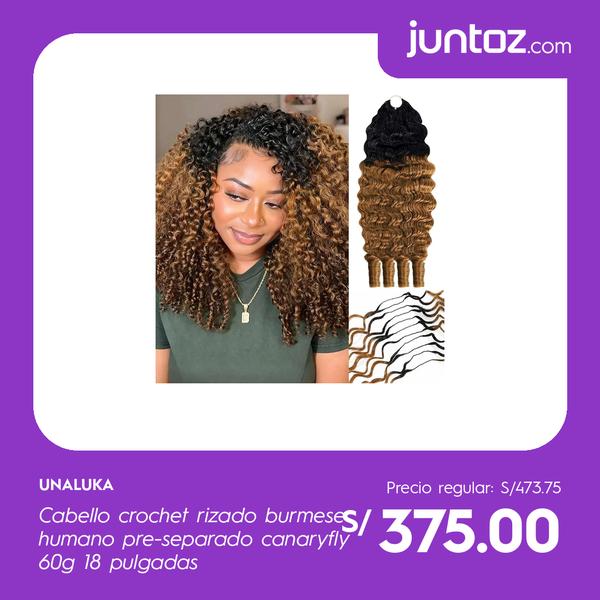 juntoz.com
UNALUKA
Precio regular: S/473.75
Cabello crochet rizado burmese
humano pre-separado canaryfly
60g 18 pulgadas
S/ 375.00